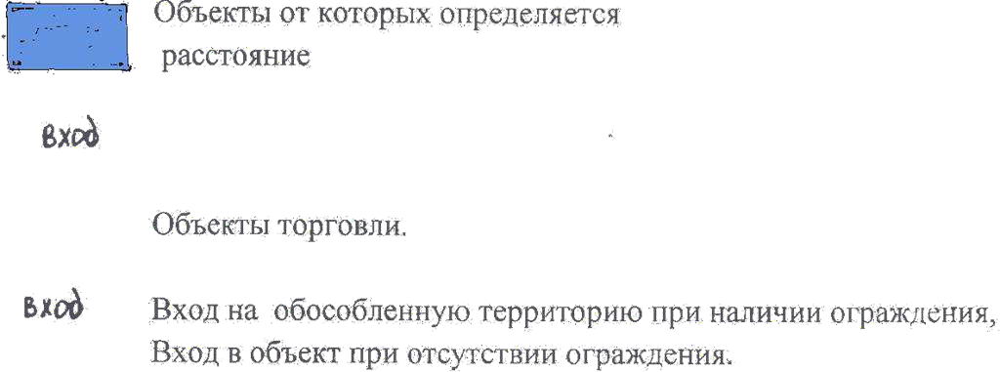 Объекты от которых определяется
расстояние
вход
Объекты торговли.
вход Вход на обособленную территорию при наличии ограждения,
Вход в объект при отсутствии ограждения.